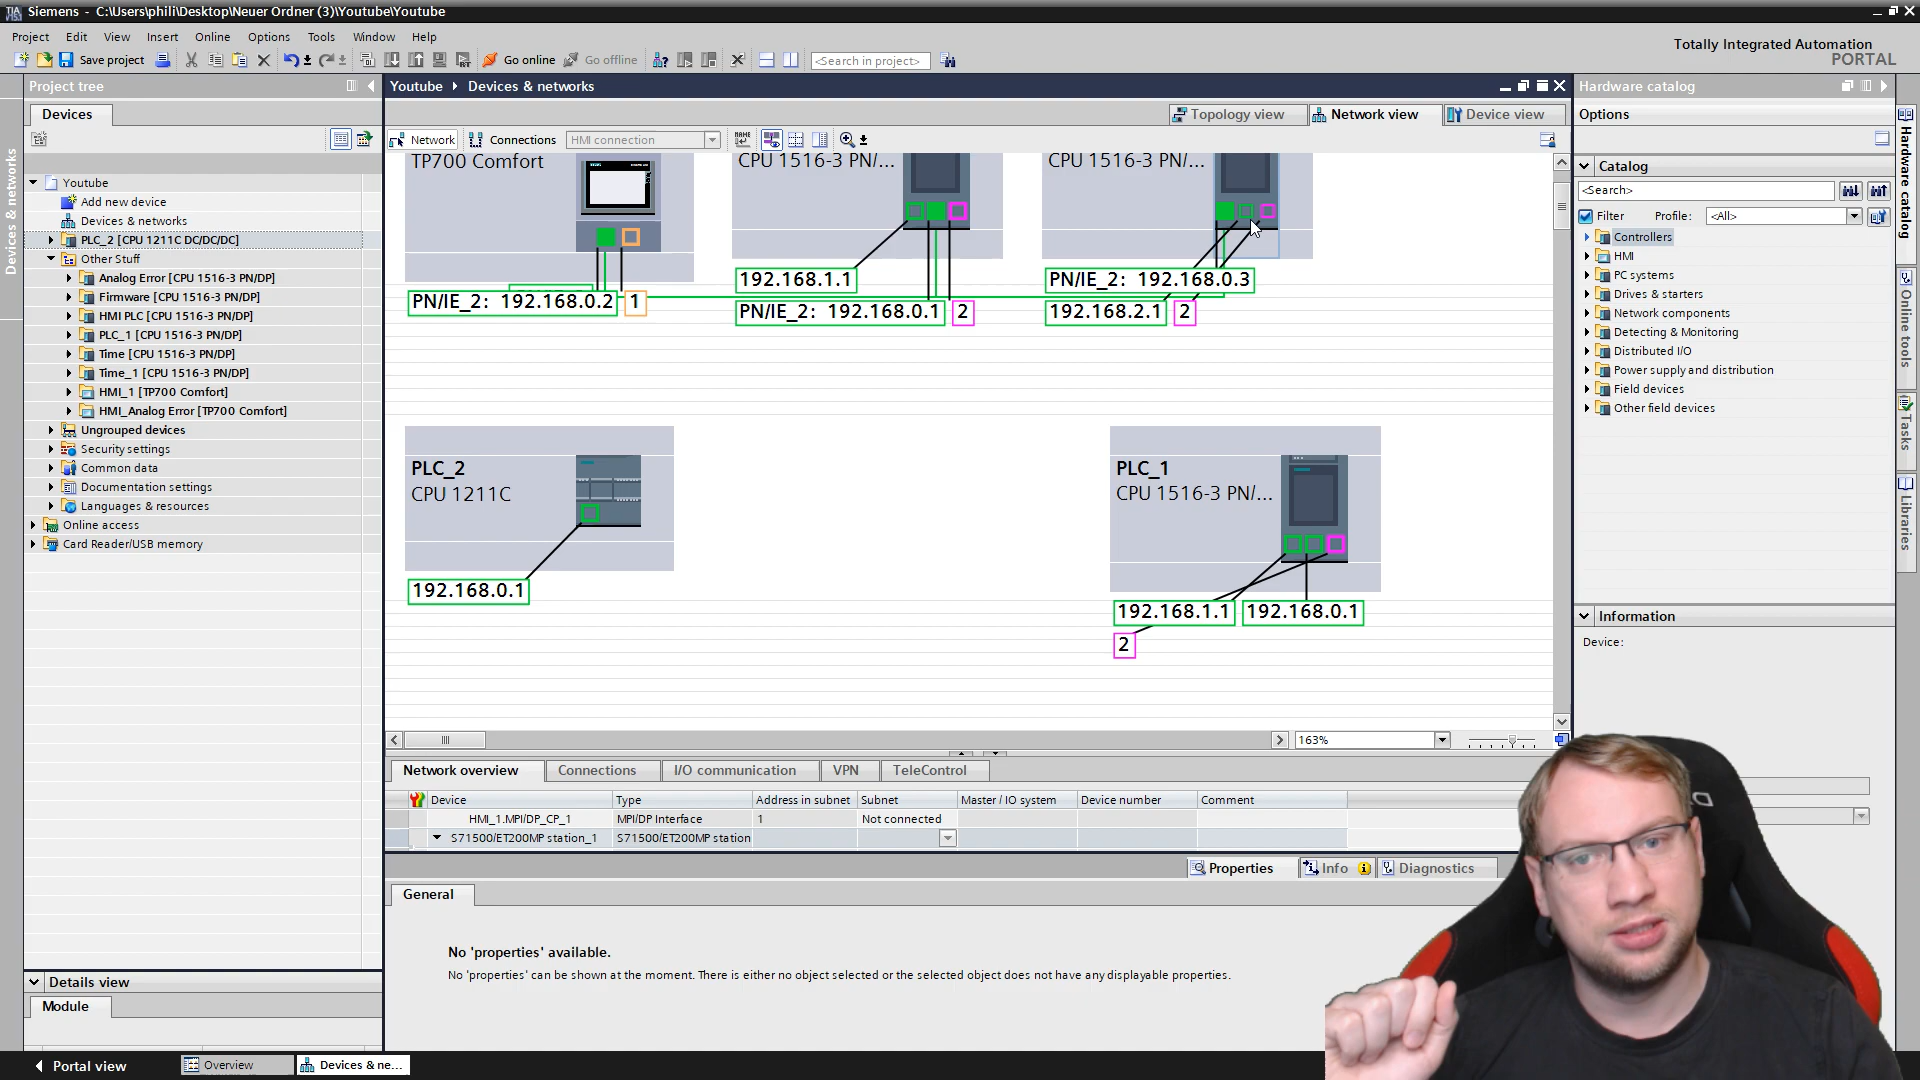 Siemens - C:\Users\phili\Desktop\Neuer Ordner (3)\Youtube\Youtube
Project Edit View Insert Online Options Tools Window Help
Totally Integrated Automation
PORTAL
Save project
Go online
Go offline
<Search in project>
Project tree
Devices
Devices & networks
Youtube
Add new device
Devices & networks
PLC_2 [CPU 1211C DC/DC/DC]
Other Stuff
Analog Error [CPU 1516-3 PN/DP]
Firmware [CPU 1516-3 PN/DP]
HMI PLC [CPU 1516-3 PN/DP]
PLC_1 [CPU 1516-3 PN/DP]
Time [CPU 1516-3 PN/DP]
Time_1 [CPU 1516-3 PN/DP]
HMI_1 [TP700 Comfort]
HMI_Analog Error [TP700 Comfort]
Ungrouped devices
Security settings
Common data
Documentation settings
Languages & resources
Online access
Card Reader/USB memory
Details view
Module
Youtube Devices & networks
Topology view
Network view
Device view
Network
Connections
HMI connection
TP700 Comfort
CPU 1516-3 PN/...
CPU 1516-3 PN/...
192.168.1.1
PN/IE_2: 192.168.0.3
PN/IE_2: 192.168.0.2
1
PN/IE_2: 192.168.0.1
2
192.168.2.1
2
PLC_2
CPU 1211C
192.168.0.1
PLC_1
CPU 1516-3 PN/...
192.168.1.1
192.168.0.1
2
163%
Network overview
Connections
I/O communication
VPN
TeleControl
Device Type Address in subnet Subnet Master / IO system Device number Comment
HMI_1.MPI/DP_CP_1 MPI/DP Interface 1 Not connected
S71500/ET200MP station_1 S71500/ET200MP station
Properties
Info
Diagnostics
General
No 'properties' available.
No 'properties' can be shown at the moment. There is either no object selected or the selected object does not have any displayable properties.
Hardware catalog
Options
Catalog
<Search>
Filter
Profile:
<All>
Controllers
HMI
PC systems
Drives & starters
Network components
Detecting & Monitoring
Distributed I/O
Power supply and distribution
Field devices
Other field devices
Information
Device:
Hardware catalog
Online tools
Tasks
Libraries
Portal view
Overview
Devices & ne...